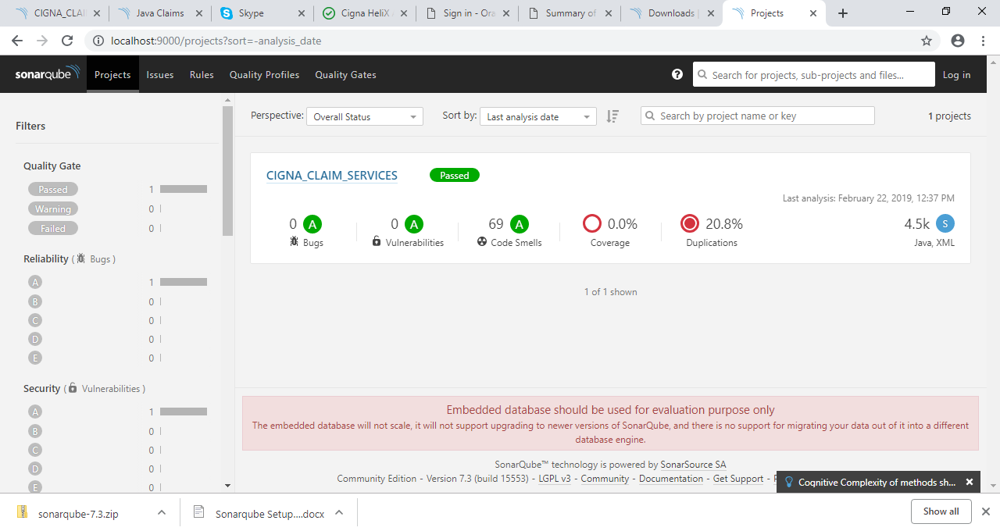 CIGNA_CLAI
Java Claims
Skype
Cigna HeliX
Sign in - Ora
Summary of
Downloads |
Projects
localhost:9000/projects?sort=-analysis_date
sonarqube
Projects
Issues
Rules
Quality Profiles
Quality Gates
?
Search for projects, sub-projects and files...
Log in
Filters
Perspective:
Overall Status
Sort by:
Last analysis date
Search by project name or key
1 projects
Quality Gate
Passed 1
Warning 0
Failed 0
Reliability ( Bugs )
A 1
B 0
C 0
D 0
E 0
Security ( Vulnerabilities )
A 1
B 0
C 0
D 0
E 0
CIGNA_CLAIM_SERVICES
Passed
Last analysis: February 22, 2019, 12:37 PM
0 A
Bugs
0 A
Vulnerabilities
69 A
Code Smells
0.0%
Coverage
20.8%
Duplications
4.5k S
Java, XML
1 of 1 shown
Embedded database should be used for evaluation purpose only
The embedded database will not scale, it will not support upgrading to newer versions of SonarQube, and there is no support for migrating your data out of it into a different
database engine.
SonarQube™ technology is powered by SonarSource SA
Community Edition - Version 7.3 (build 15553) - LGPL v3 - Community - Documentation - Get Support -
Cognitive Complexity of methods sh...
sonarqube-7.3.zip
Sonarqube Setup....docx
Show all